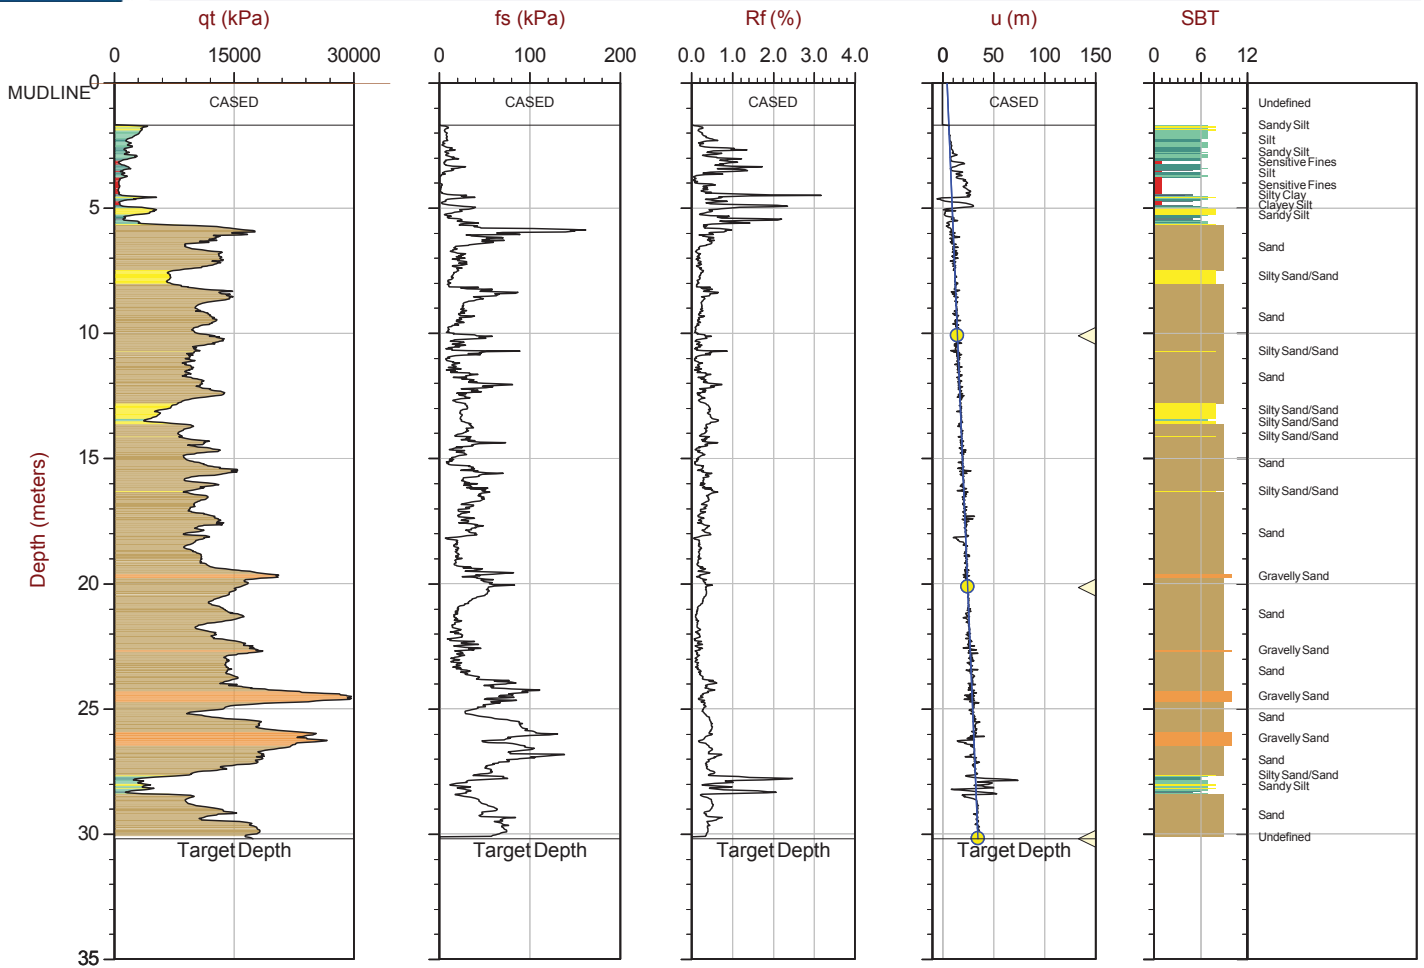 qt (kPa) fs (kPa) Rf (%) u (m) SBT
0 15000 30000 0 100 200 0.0 1.0 2.0 3.0 4.0 0 50 100 150 0 6 12
0
MUDLINE
CASED CASED CASED CASED
Undefined
Sandy Silt
Silt
Sandy Silt
Sensitive Fines
Silt
Sensitive Fines
Silty Clay
Clayey Silt
5
Sandy Silt
Sand
Silty Sand/Sand
Sand
10
Silty Sand/Sand
Sand
Silty Sand/Sand
Silty Sand/Sand
Silty Sand/Sand
15
Sand
Silty Sand/Sand
Sand
Depth (meters)
Gravelly Sand
20
Sand
Gravelly Sand
Sand
Gravelly Sand
25
Sand
Gravelly Sand
Sand
Silty Sand/Sand
Sandy Silt
Sand
30
Undefined
Target Depth Target Depth Target Depth Target Depth
35